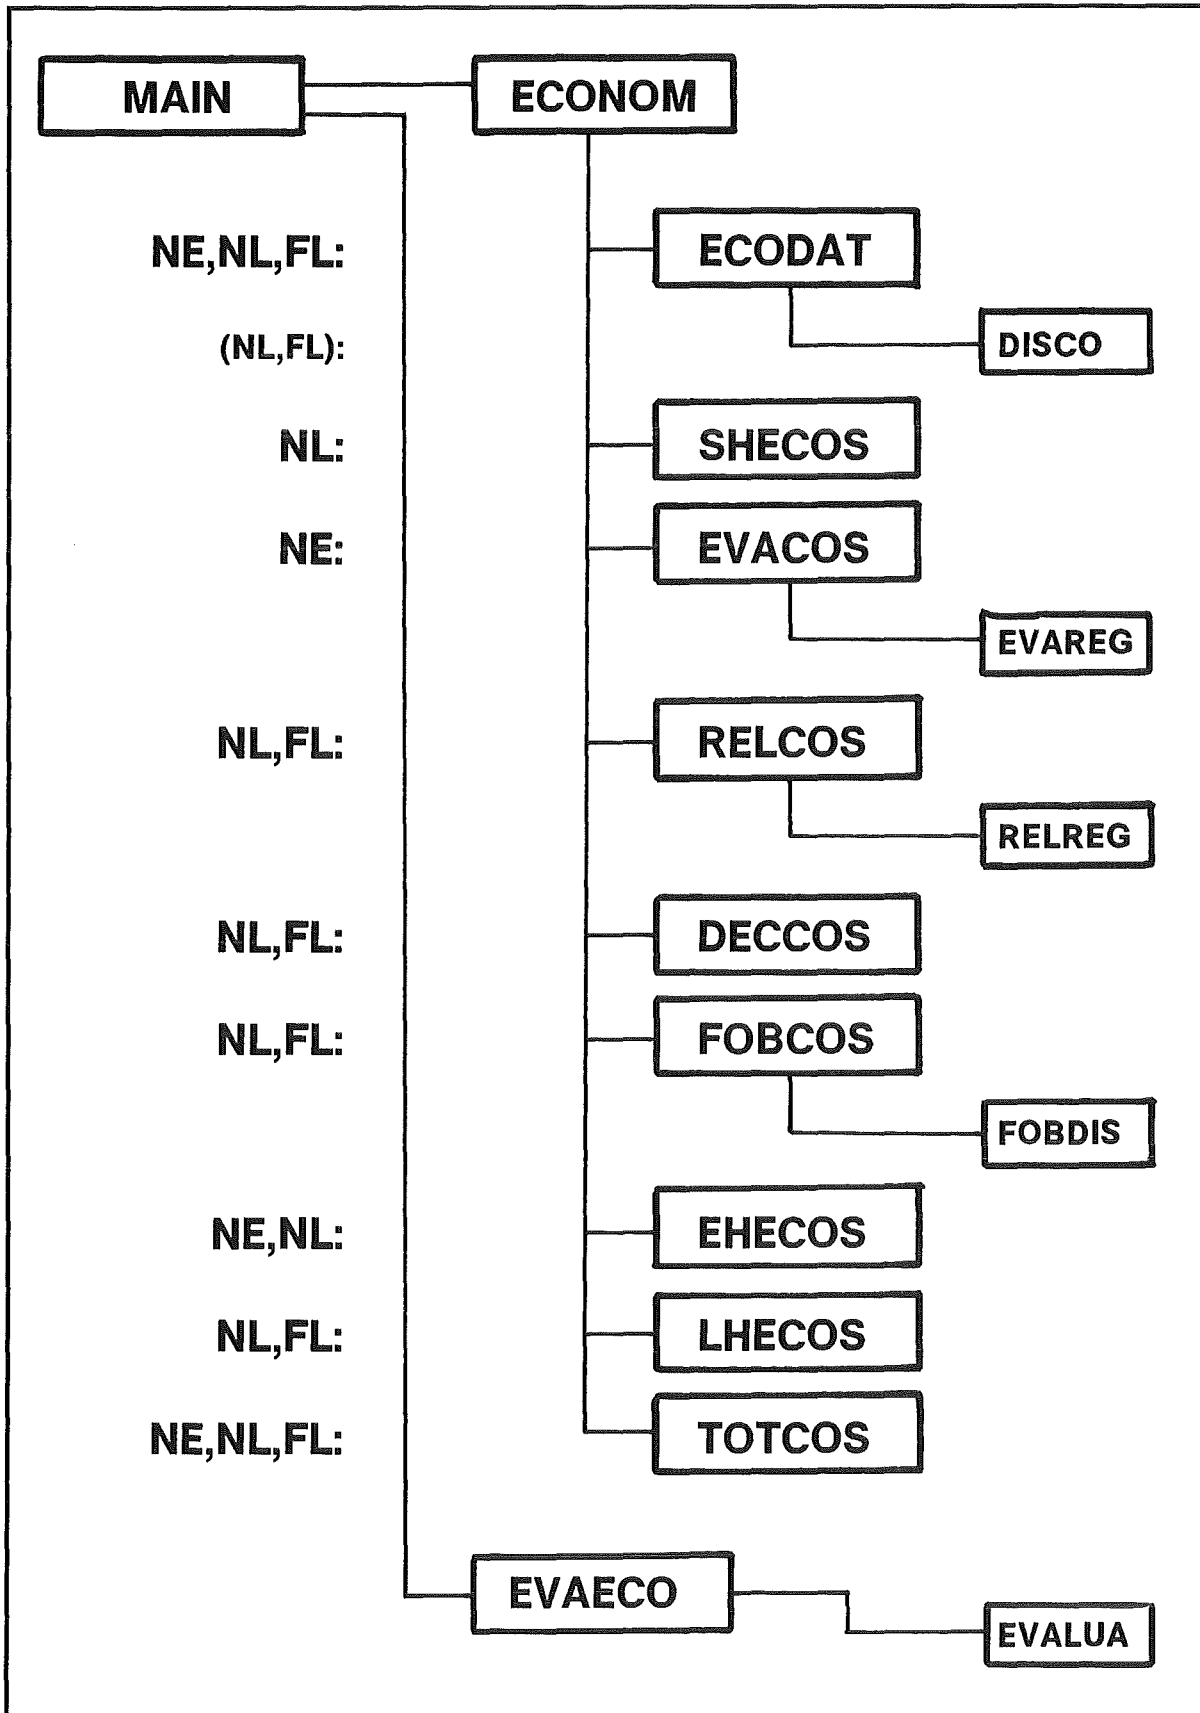 MAIN ECONOM
NE,NL,FL: ECODAT
(NL,FL): DISCO
NL: SHECOS
NE: EVACOS
EVAREG
NL,FL: RELCOS
RELREG
NL,FL: DECCOS
NL,FL: FOBCOS
FOBDIS
NE,NL: EHECOS
NL,FL: LHECOS
NE,NL,FL: TOTCOS
EVAECO
EVALUA